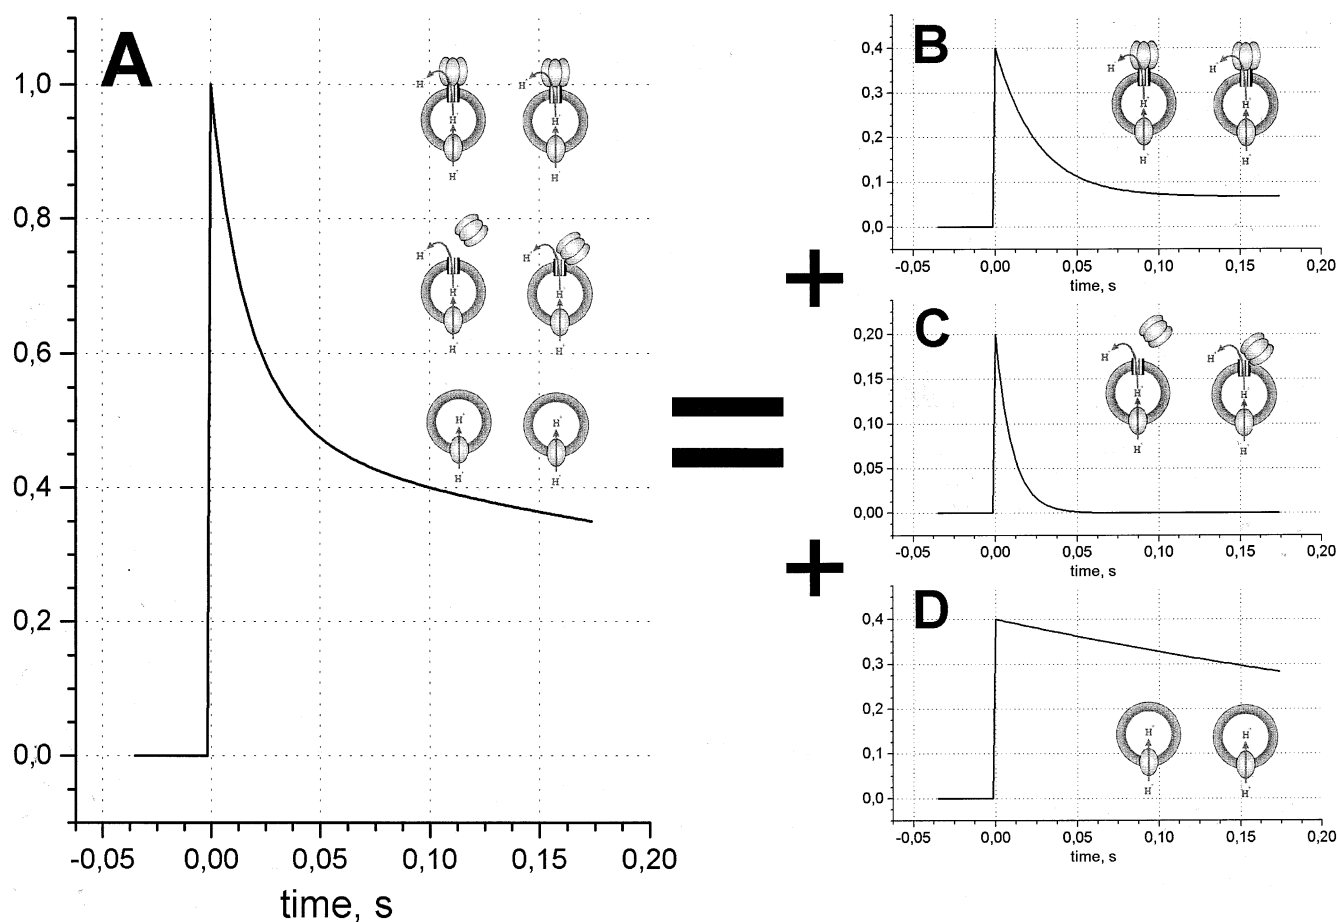 A
1,0
0,8
0,6
0,4
0,2
0,0
-0,05 0,00 0,05 0,10 0,15 0,20
time, s
H+ H+
H+ H+
H+ H+
H+ H+
H+ H+
H+ H+
H+ H+
H+ H+
=
+
+
B
0,4
0,3
0,2
0,1
0,0
-0,05 0,00 0,05 0,10 0,15 0,20
time, s
H+ H+
H+ H+
H+ H+
C
0,20
0,15
0,10
0,05
0,00
-0,05 0,00 0,05 0,10 0,15 0,20
time, s
H+ H+
H+ H+
H+ H+
D
0,4
0,3
0,2
0,1
0,0
-0,05 0,00 0,05 0,10 0,15 0,20
time, s
H+ H+
H+ H+